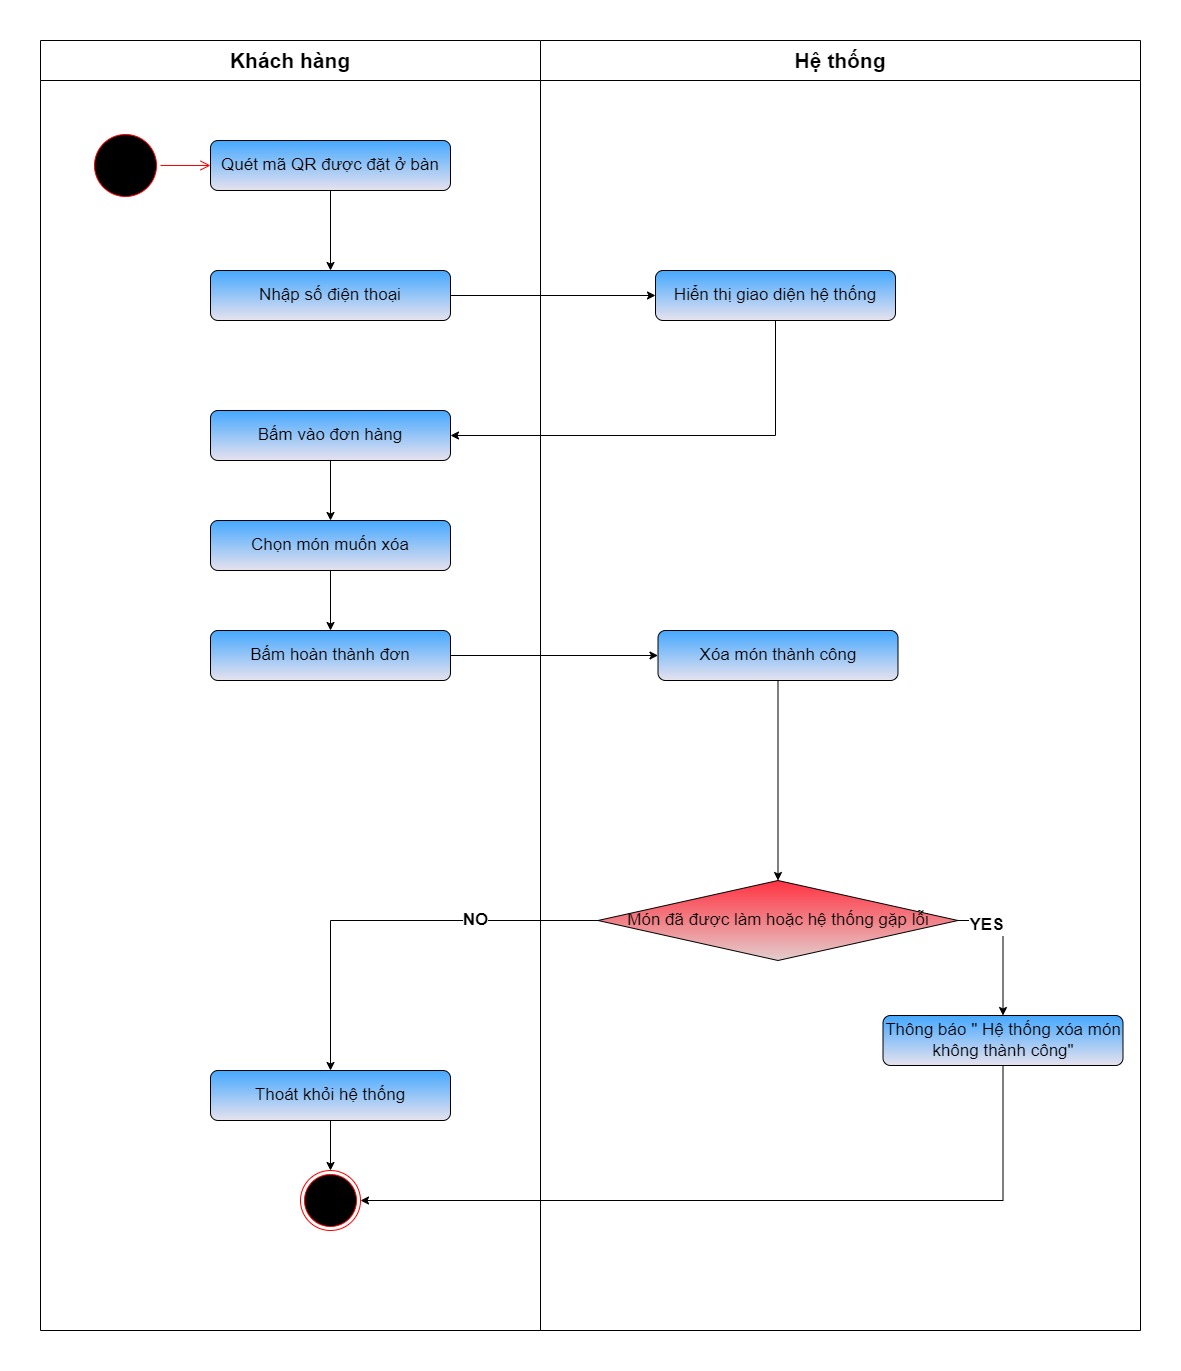 Khách hàng
Hệ thống
Quét mã QR được đặt ở bàn
Nhập số điện thoại
Hiển thị giao diện hệ thống
Bấm vào đơn hàng
Chọn món muốn xóa
Bấm hoàn thành đơn
Xóa món thành công
Món đã được làm hoặc hệ thống gặp lỗi
NO
YES
Thông báo " Hệ thống xóa món
không thành công"
Thoát khỏi hệ thống